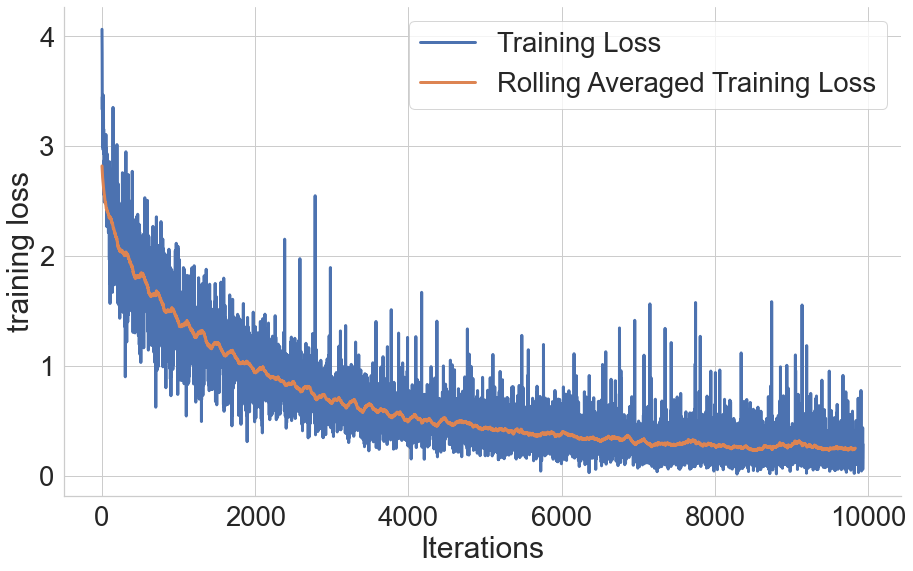 Training Loss
Rolling Averaged Training Loss
training loss
4
3
2
1
0
0 2000 4000 6000 8000 10000
Iterations